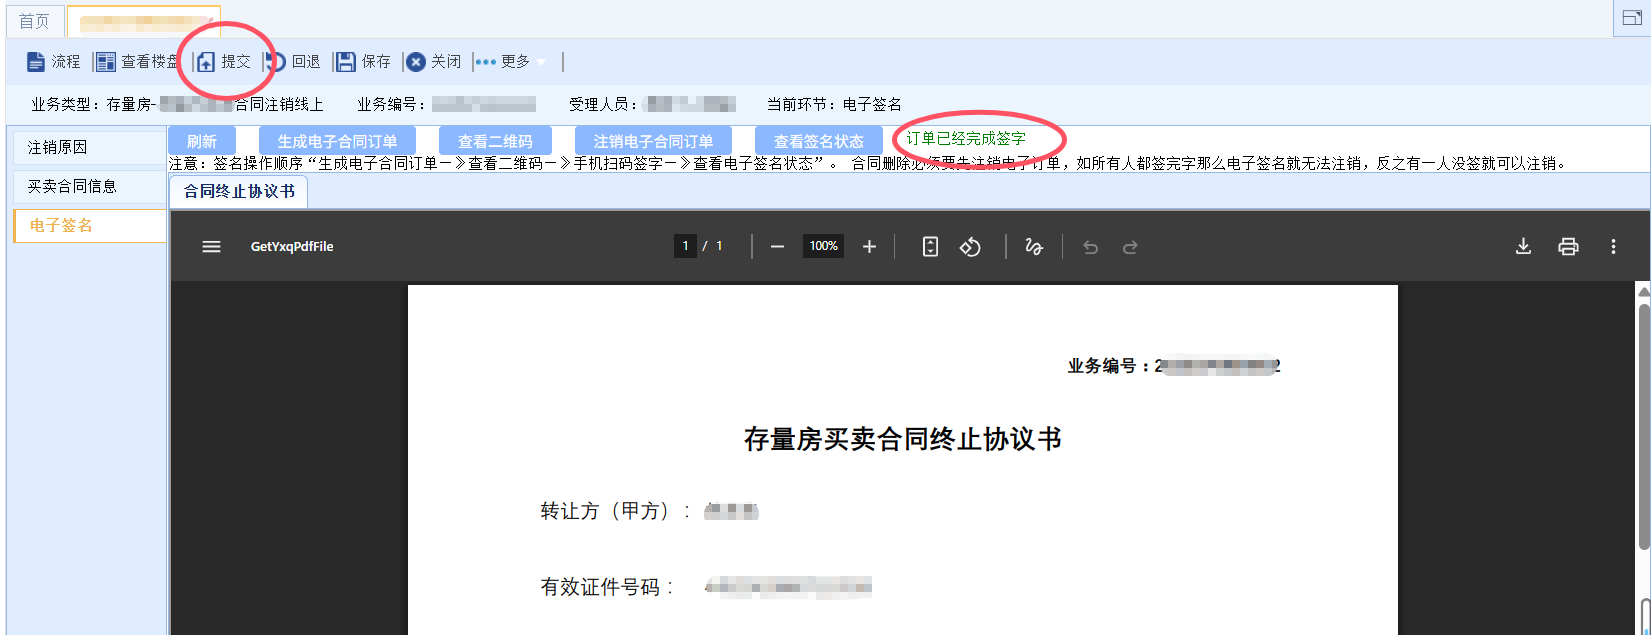 首页
流程 查看楼盘 提交 回退 保存 关闭 更多
业务类型：存量房- 合同注销线上 业务编号： 受理人员： 当前环节：电子签名
注销原因
买卖合同信息
电子签名
刷新 生成电子合同订单 查看二维码 注销电子合同订单 查看签名状态 订单已经完成签字
注意：签名操作顺序“生成电子合同订单—》查看二维码—》手机扫码签字—》查看电子签名状态”。 合同删除必须要先注销电子订单，如所有人都签完字那么电子签名就无法注销，反之有一人没签就可以注销。
合同终止协议书
GetYxqPdfFile 1 / 1 100%
业务编号：2 2
存量房买卖合同终止协议书
转让方（甲方）：
有效证件号码：